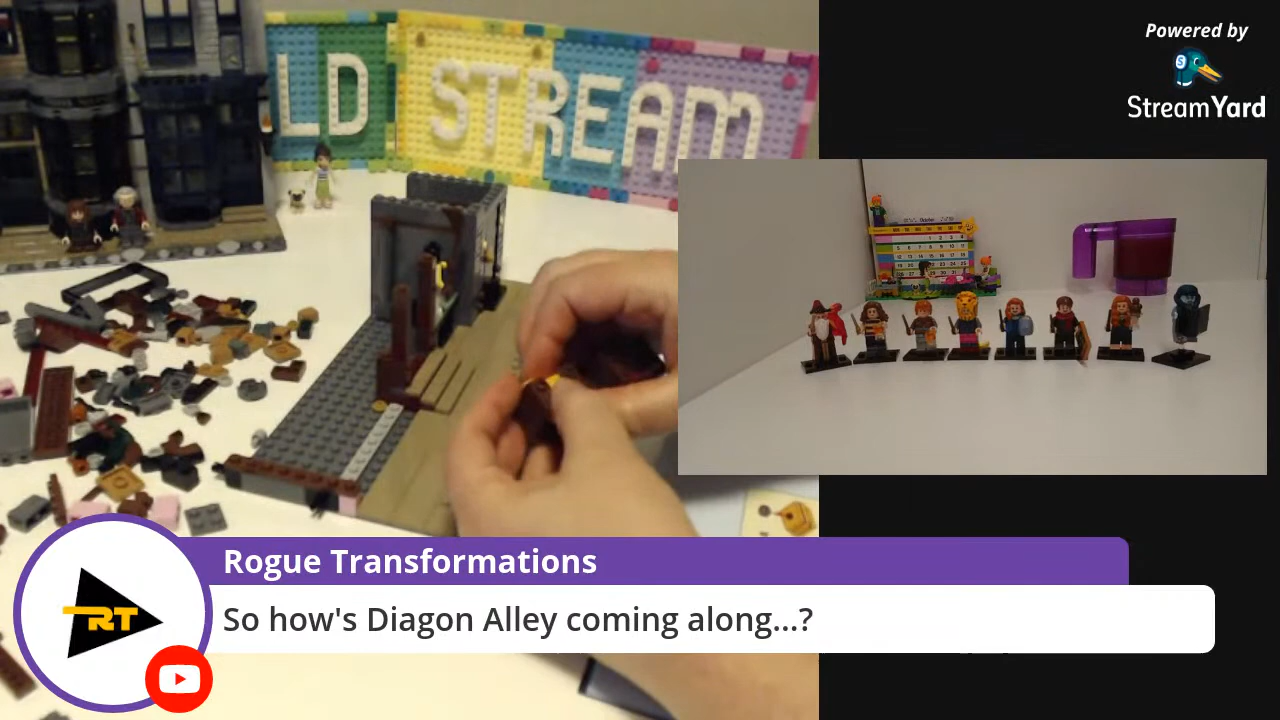 LD STREAM
Powered by
StreamYard
RT
Rogue Transformations
So how's Diagon Alley coming along...?